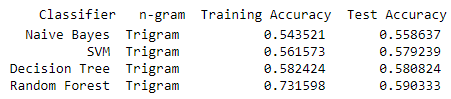 Classifier n-gram Training Accuracy Test Accuracy
Naive Bayes Trigram 0.543521 0.558637
SVM Trigram 0.561573 0.579239
Decision Tree Trigram 0.582424 0.580824
Random Forest Trigram 0.731598 0.590333